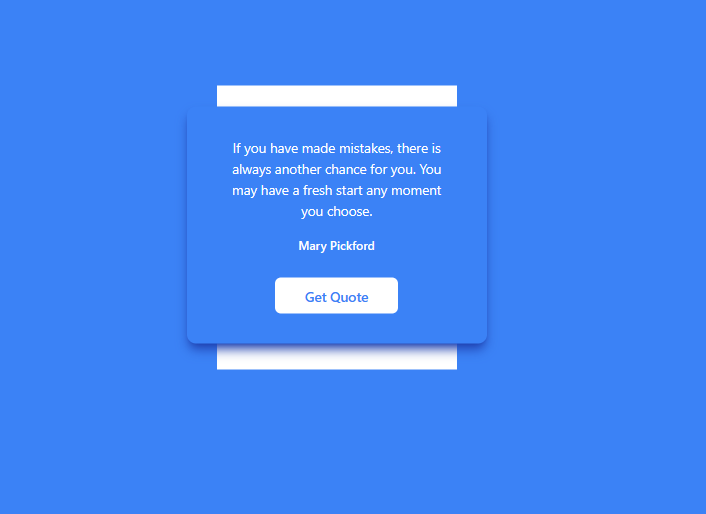 If you have made mistakes, there is
always another chance for you. You
may have a fresh start any moment
you choose.
Mary Pickford
Get Quote